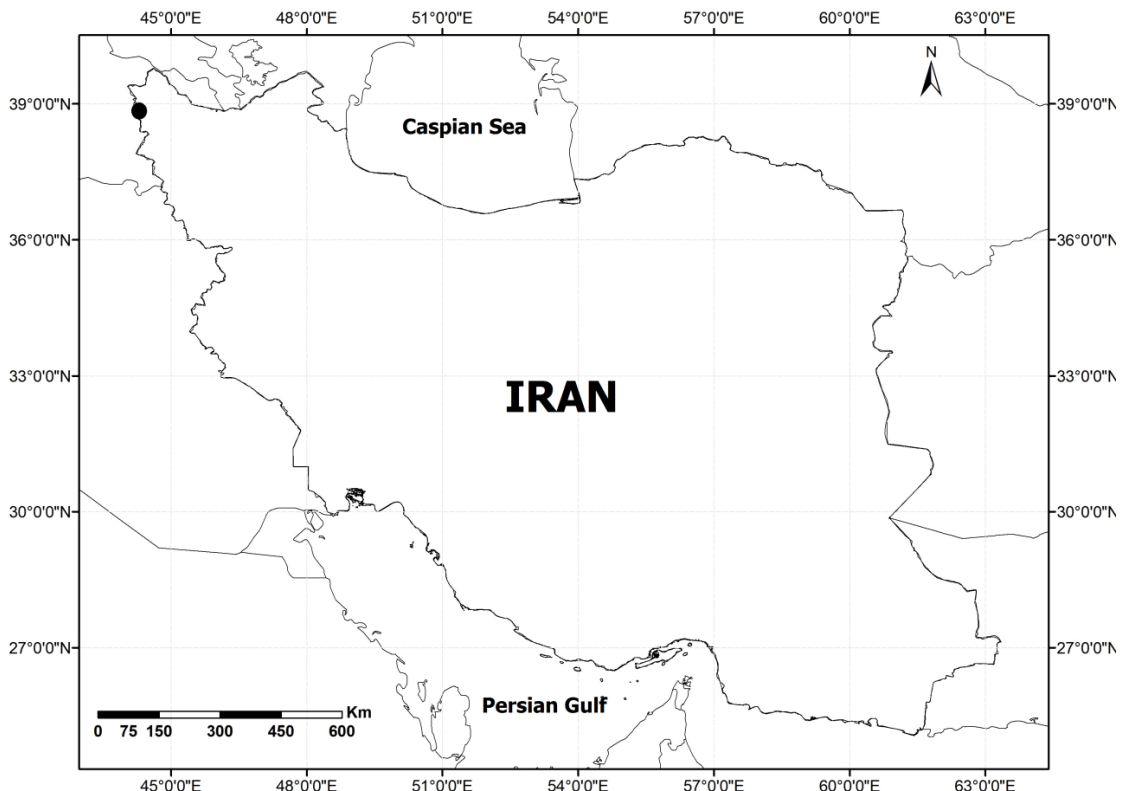 45°0'0"E 48°0'0"E 51°0'0"E 54°0'0"E 57°0'0"E 60°0'0"E 63°0'0"E
N
39°0'0"N 39°0'0"N
Caspian Sea
36°0'0"N 36°0'0"N
33°0'0"N 33°0'0"N
IRAN
30°0'0"N 30°0'0"N
27°0'0"N 27°0'0"N
Persian Gulf
Km
0 75 150 300 450 600
45°0'0"E 48°0'0"E 51°0'0"E 54°0'0"E 57°0'0"E 60°0'0"E 63°0'0"E